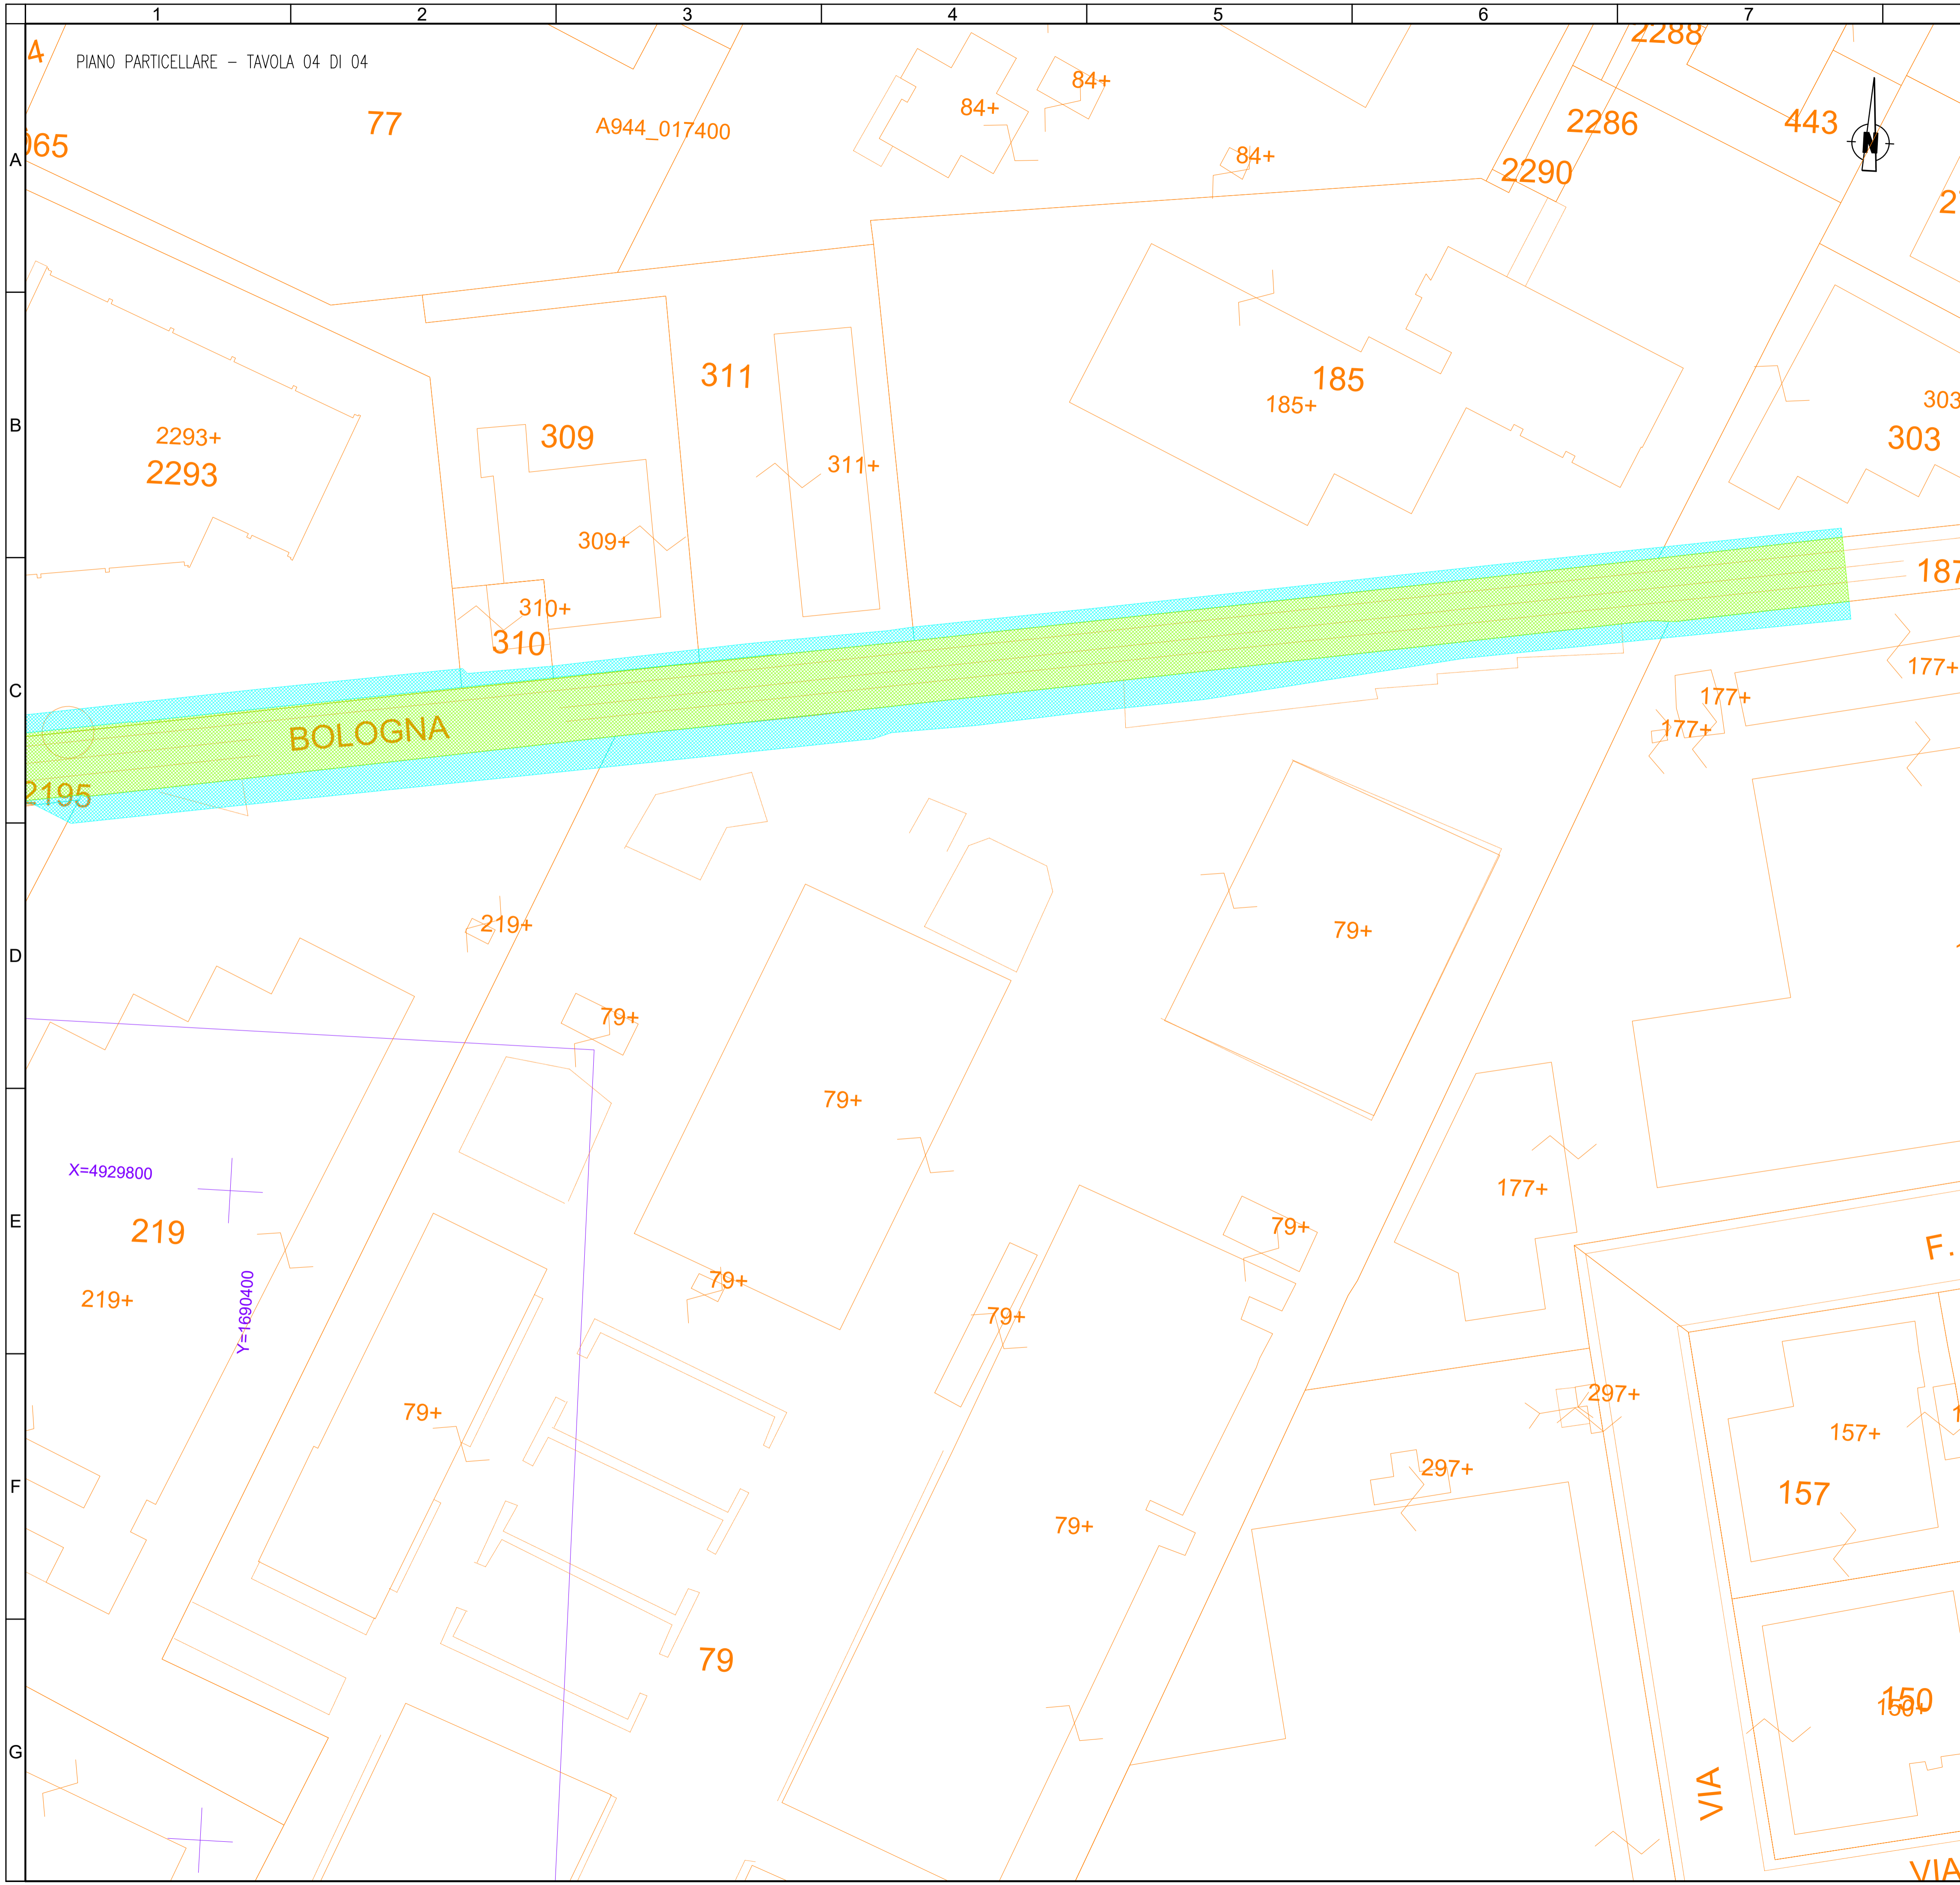 1 2 3 4 5 6 7
PIANO PARTICELLARE – TAVOLA 04 DI 04
2288
84+
84+
77
A944_017400
2286
443
A
84+
2290
N
311
185
185+
B
2293+
2293
309
311+
303
309+
310+
310
C
177+
177+
177+
BOLOGNA
2195
219+
79+
D
79+
79+
X=4929800
177+
E
219
79+
Y=1690400
219+
79+
79+
F.
297+
79+
157+
297+
F
157
79+
79
150
150+
G
VIA
VIA